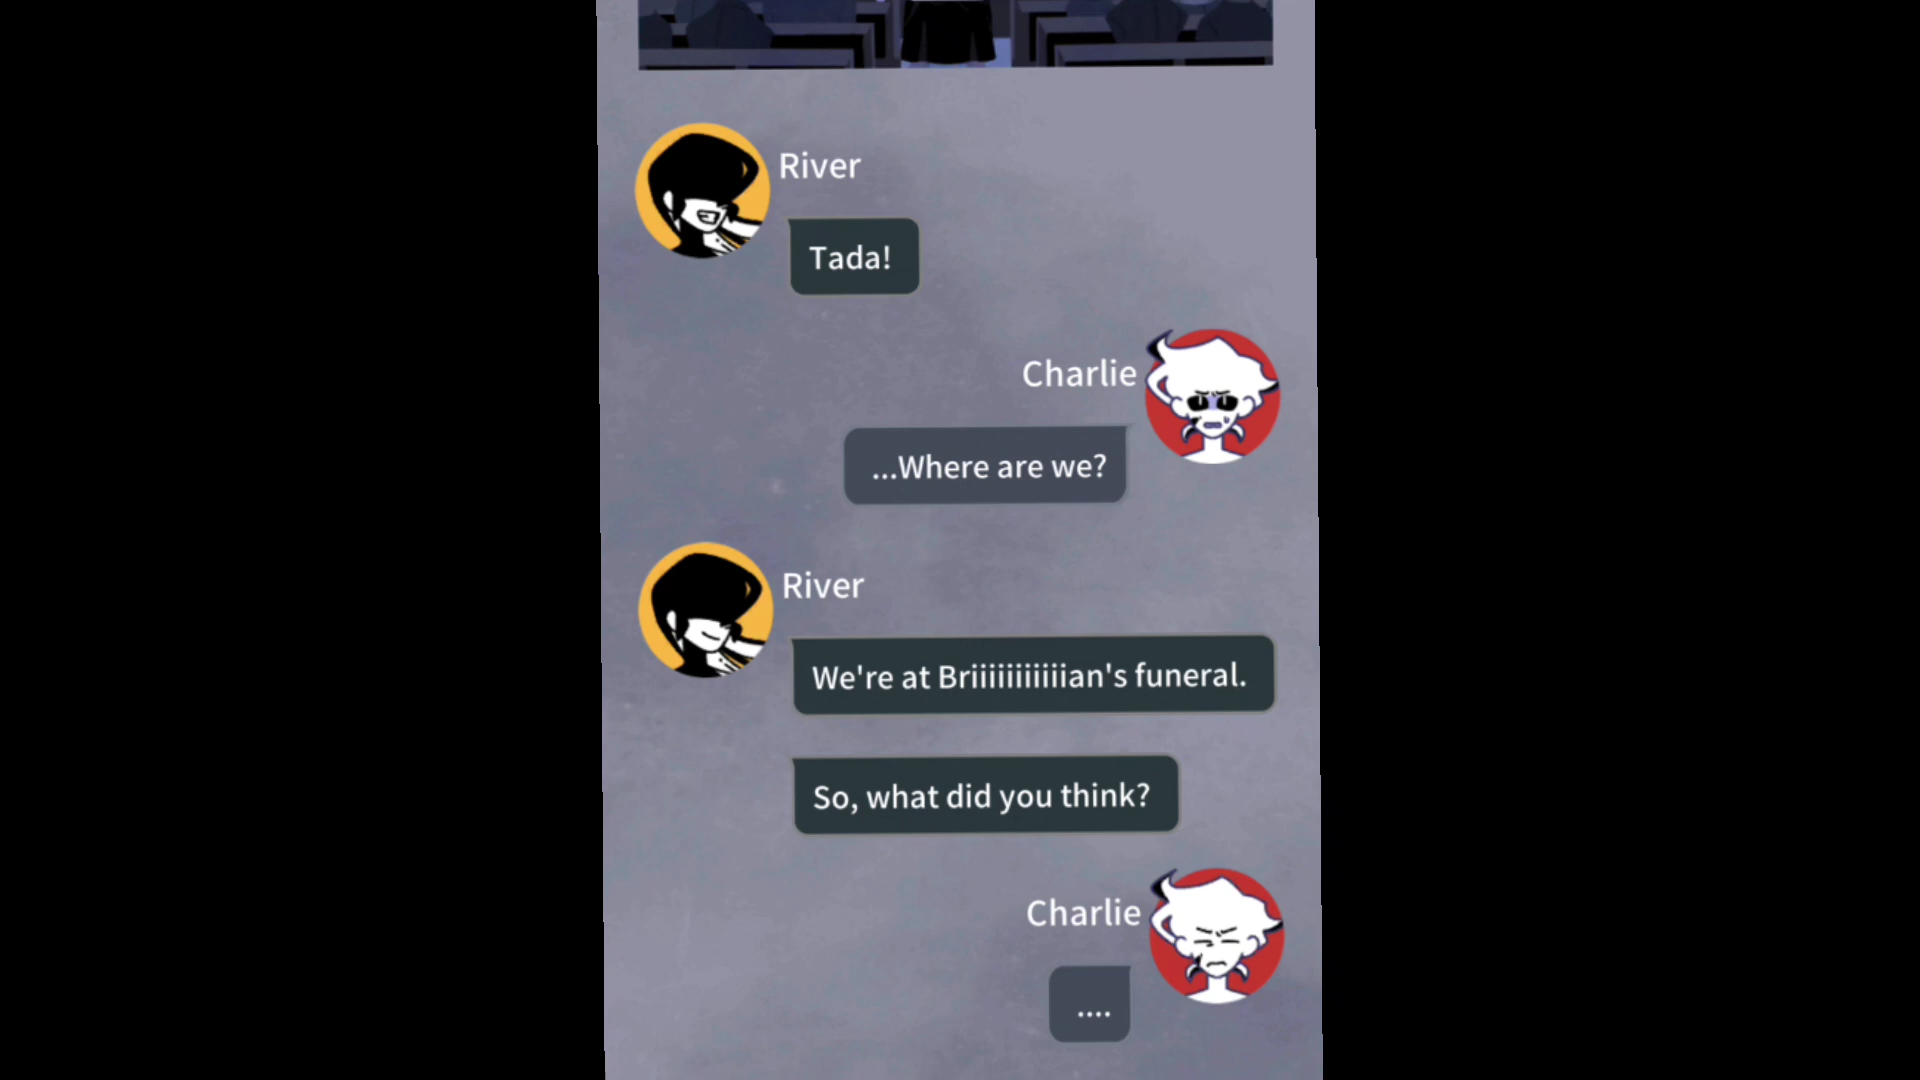 River
Tada!
Charlie
...Where are we?
River
We're at Briiiiiiiiiiian's funeral.
So, what did you think?
Charlie
....